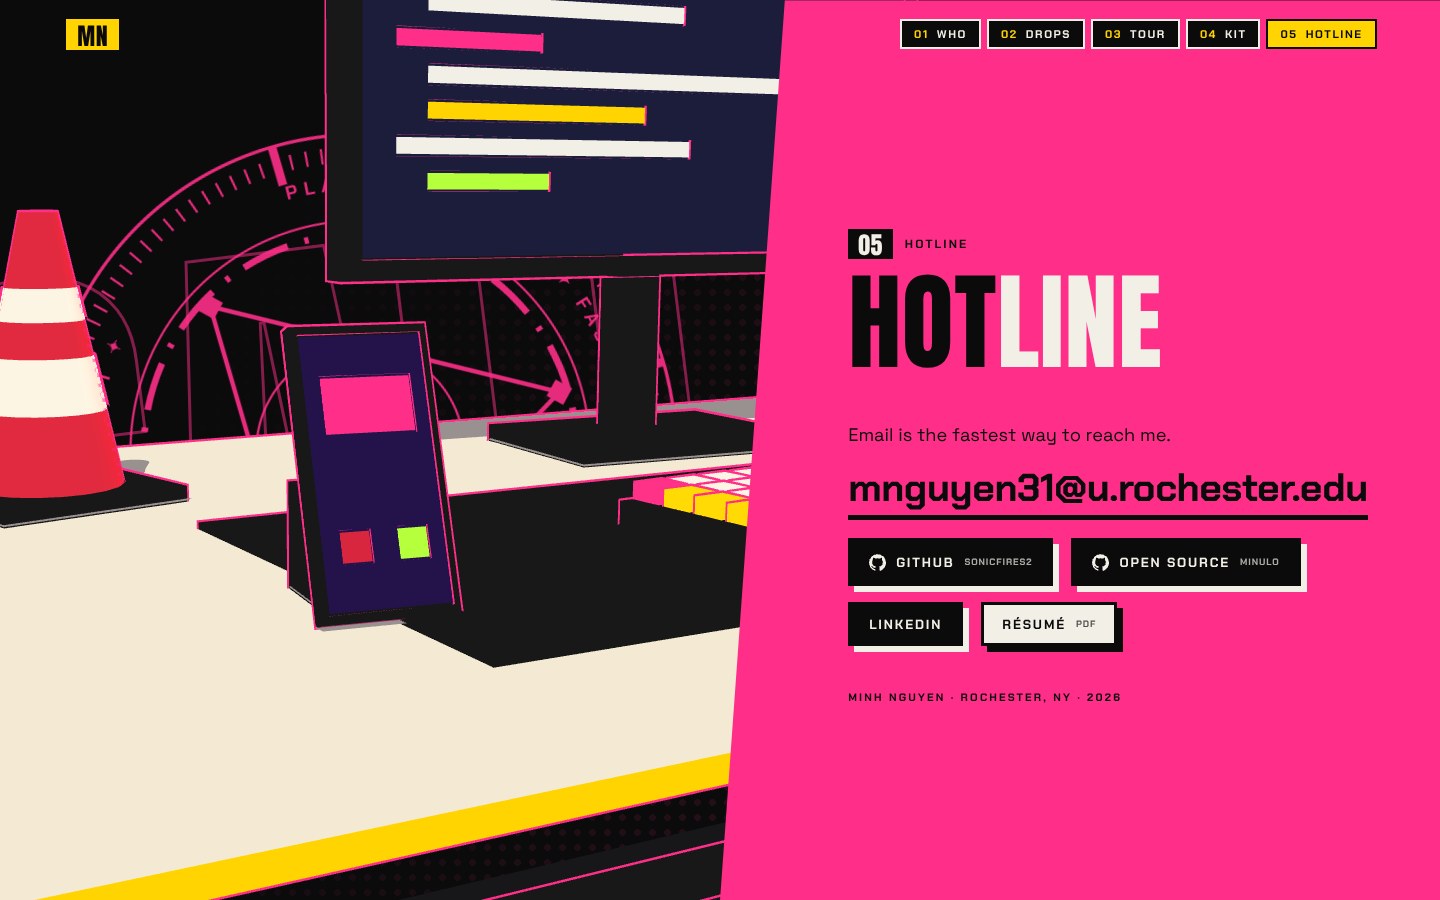 MN
01 WHO
02 DROPS
03 TOUR
04 KIT
05 HOTLINE
05 HOTLINE
HOTLINE
Email is the fastest way to reach me.
mnguyen31@u.rochester.edu
GITHUB SONICFIRES2
OPEN SOURCE MINULO
LINKEDIN
RÉSUMÉ PDF
MINH NGUYEN · ROCHESTER, NY · 2026